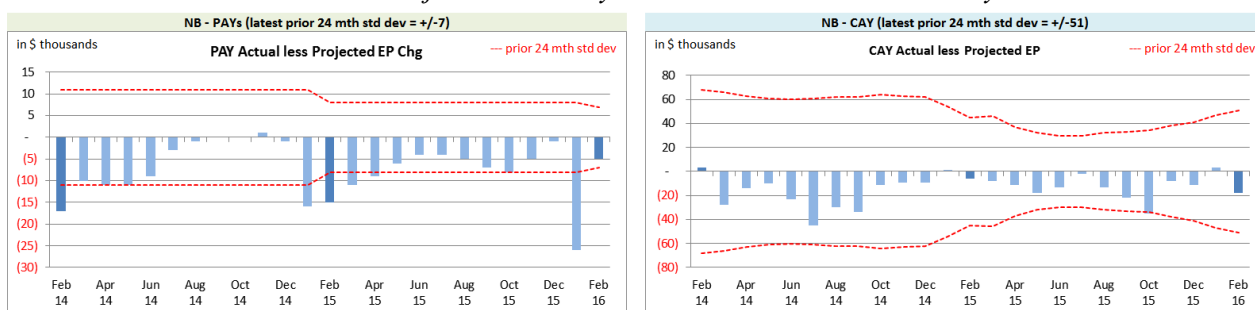 NB - PAYs (latest prior 24 mth std dev = +/-7)
in $ thousands
PAY Actual less Projected EP Chg
--- prior 24 mth std dev
15
10
5
-
(5)
(10)
(15)
(20)
(25)
(30)
Feb Apr Jun Aug Oct Dec Feb Apr Jun Aug Oct Dec Feb
14 14 14 14 14 14 15 15 15 15 15 15 16
NB - CAY (latest prior 24 mth std dev = +/-51)
in $ thousands
CAY Actual less Projected EP
--- prior 24 mth std dev
80
60
40
20
-
(20)
(40)
(60)
(80)
Feb Apr Jun Aug Oct Dec Feb Apr Jun Aug Oct Dec Feb
14 14 14 14 14 14 15 15 15 15 15 15 16